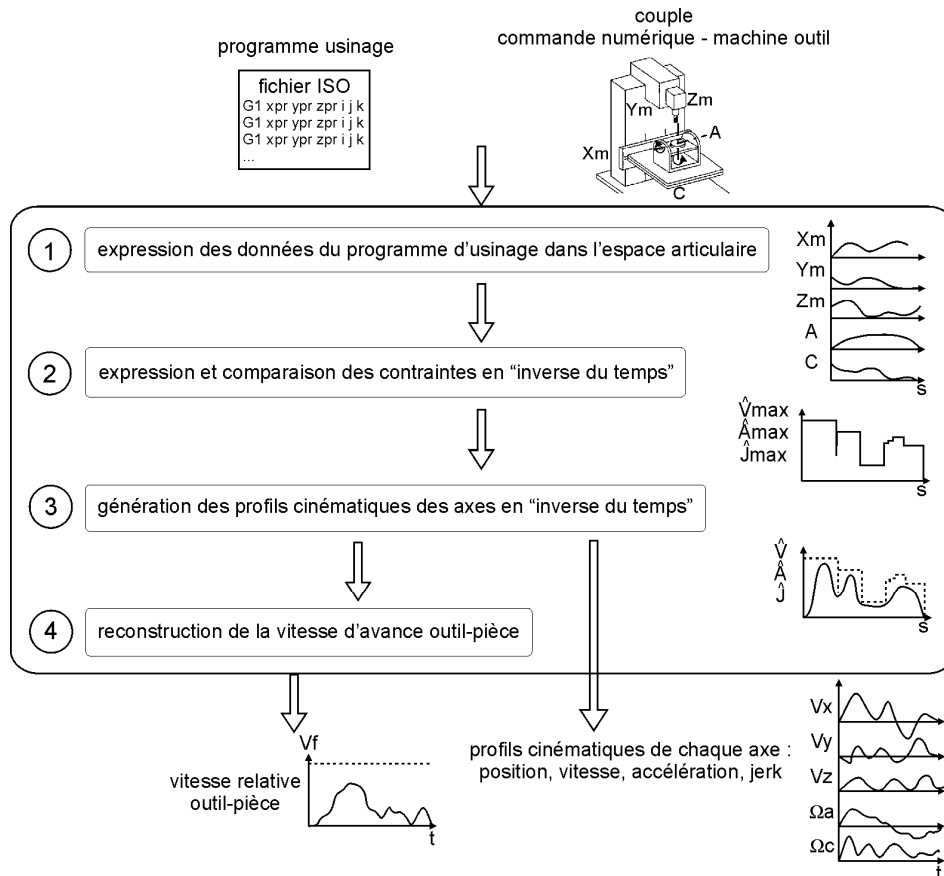 programme usinage
fichier ISO
G1 xpr ypr zpr i j k
G1 xpr ypr zpr i j k
G1 xpr ypr zpr i j k
...
couple
commande numérique - machine outil
Ym
Zm
A
Xm
C
1
expression des données du programme d'usinage dans l'espace articulaire
Xm
Ym
Zm
A
C
s
2
expression et comparaison des contraintes en “inverse du temps”
V̂max
Âmax
Ĵmax
s
3
génération des profils cinématiques des axes en “inverse du temps”
V̂
Â
Ĵ
s
4
reconstruction de la vitesse d'avance outil-pièce
Vf
vitesse relative
outil-pièce
t
profils cinématiques de chaque axe :
position, vitesse, accélération, jerk
Vx
Vy
Vz
Ωa
Ωc
t